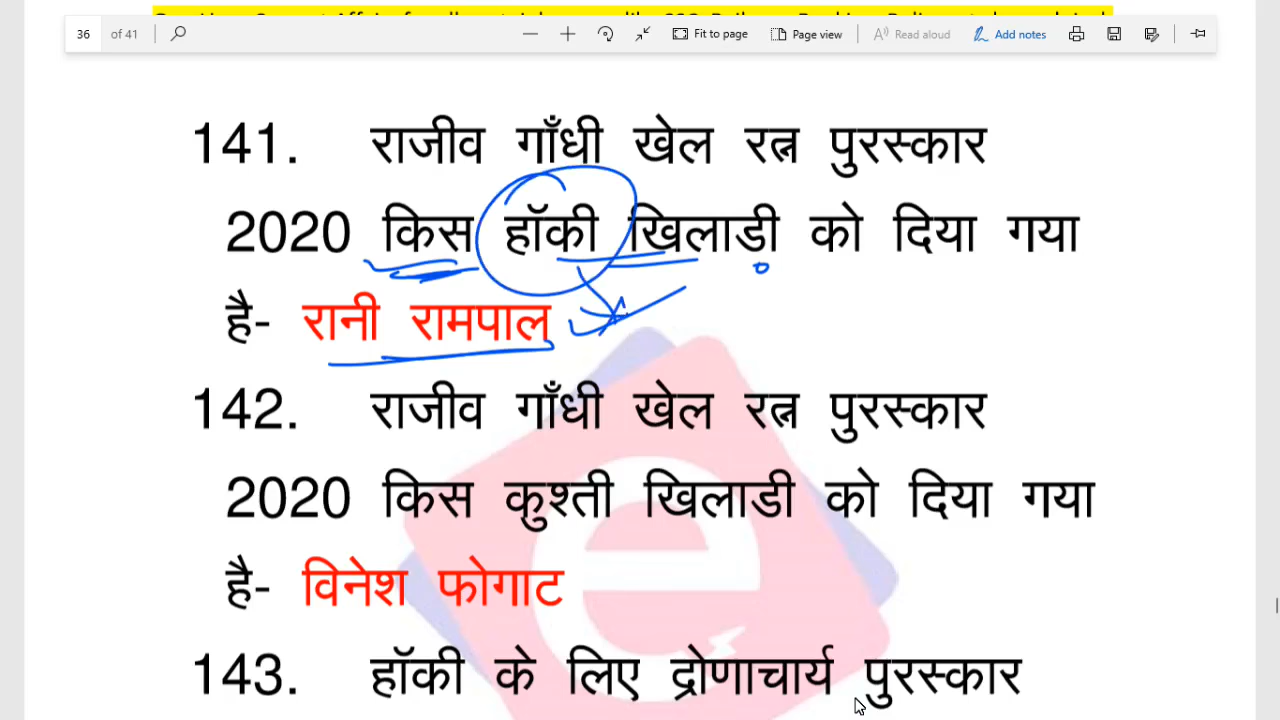 36 of 41 Fit to page Page view Read aloud Add notes
141. राजीव गाँधी खेल रत्न पुरस्कार
2020 किस हॉकी खिलाडी को दिया गया
है- रानी रामपाल
142. राजीव गाँधी खेल रत्न पुरस्कार
2020 किस कुश्ती खिलाडी को दिया गया
है- विनेश फोगाट
143. हॉकी के लिए द्रोणाचार्य पुरस्कार